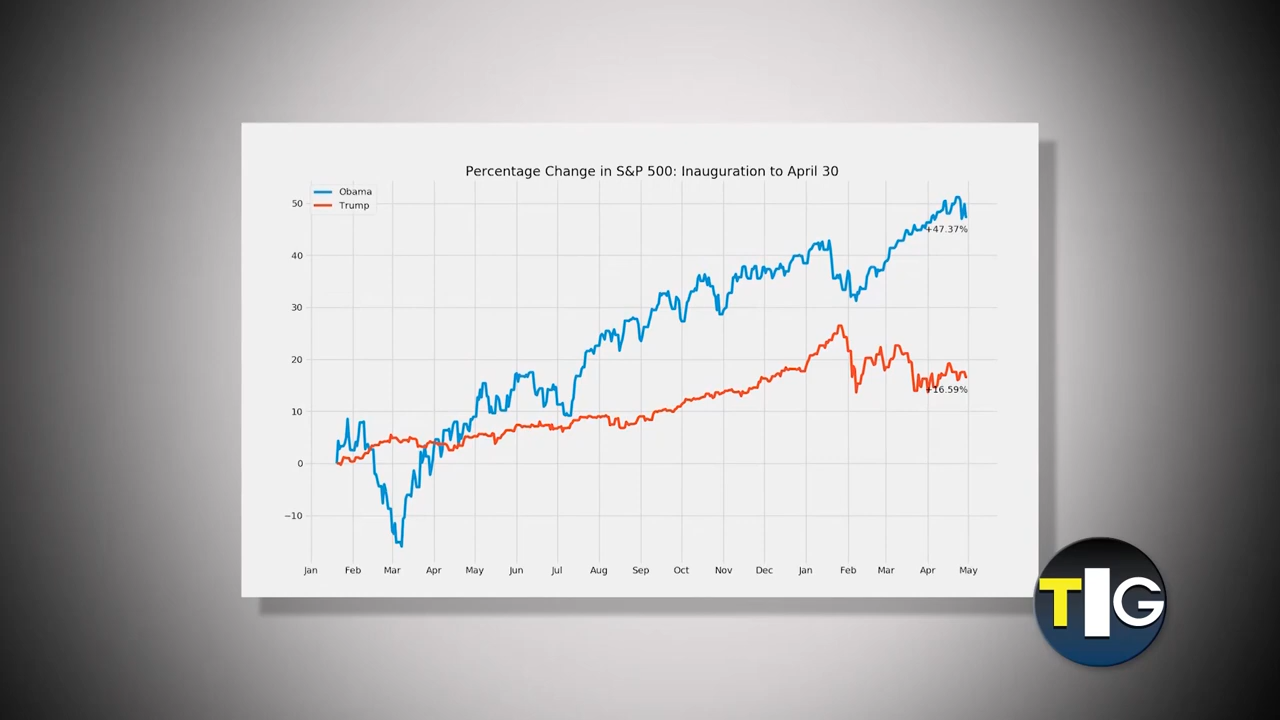 Percentage Change in S&P 500: Inauguration to April 30
Obama
Trump
50
40
30
20
10
0
−10
+47.37%
+16.59%
Jan Feb Mar Apr May Jun Jul Aug Sep Oct Nov Dec Jan Feb Mar Apr May
TIG